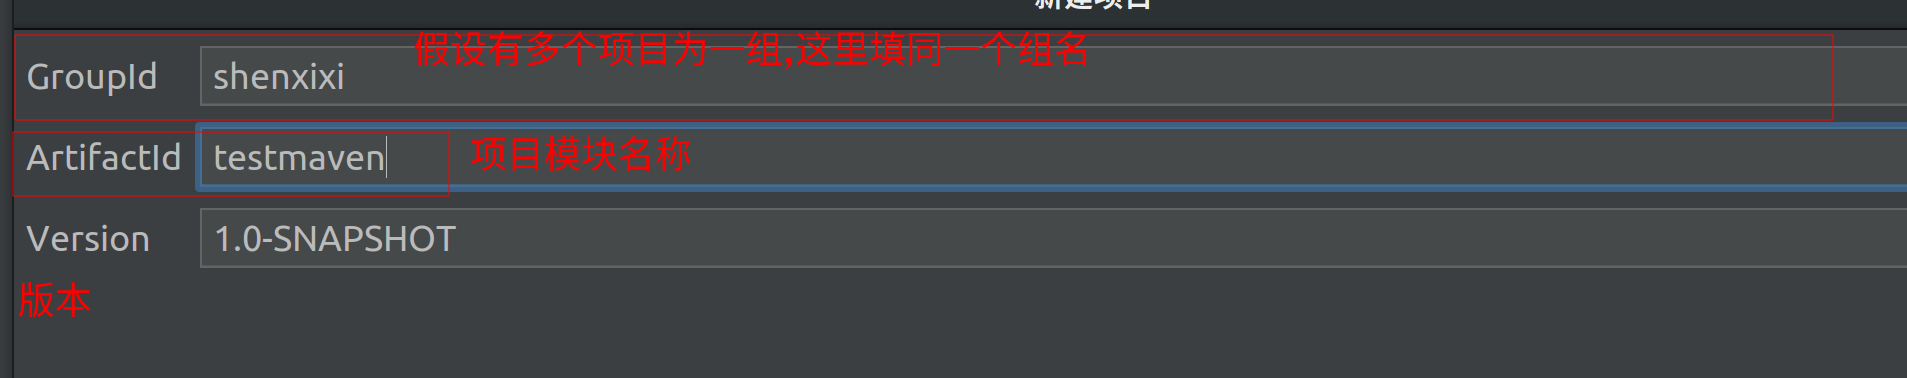 新建项目
假设有多个项目为一组,这里填同一个组名
GroupId shenxixi
ArtifactId testmaven 项目模块名称
Version 1.0-SNAPSHOT
版本